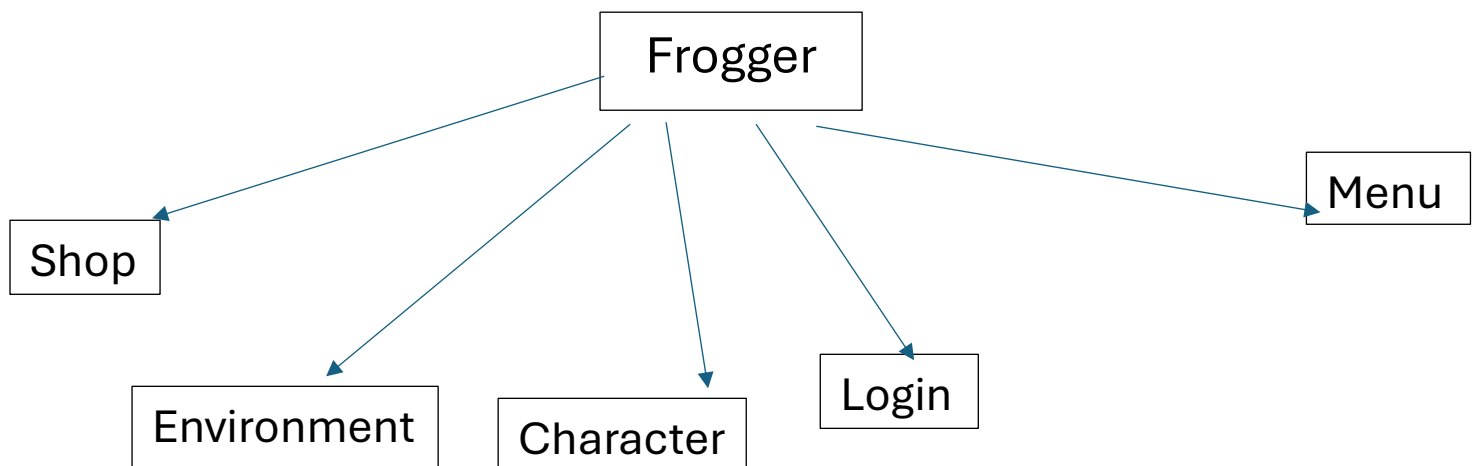 Frogger
Menu
Shop
Login
Environment
Character